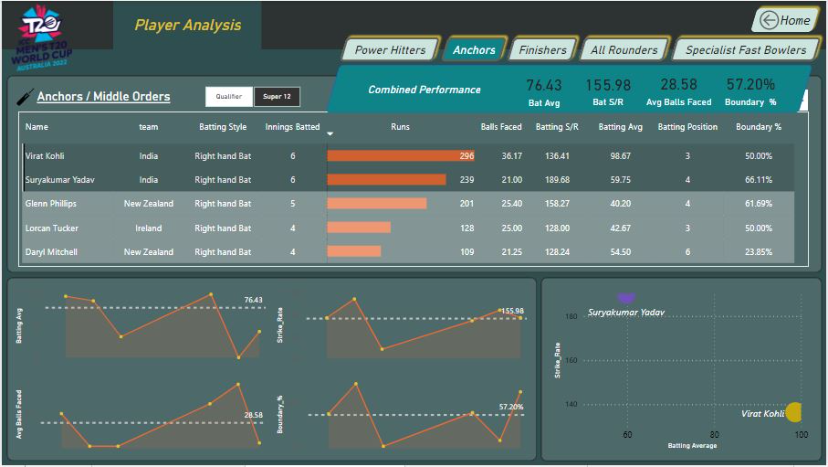 T20
MEN'S T20
WORLD CUP
AUSTRALIA 2022
Player Analysis
Home
Power Hitters
Anchors
Finishers
All Rounders
Specialist Fast Bowlers
Combined Performance
76.43 155.98 28.58 57.20%
Bat Avg Bat S/R Avg Balls Faced Boundary %
Anchors / Middle Orders
Qualifier
Super 12
Name team Batting Style Innings Batted Runs Balls Faced Batting S/R Batting Avg Batting Position Boundary %
Virat Kohli India Right hand Bat 6 296 36.17 136.41 98.67 3 50.00%
Suryakumar Yadav India Right hand Bat 6 239 21.00 189.68 59.75 4 66.11%
Glenn Phillips New Zealand Right hand Bat 5 201 25.40 158.27 40.20 4 61.69%
Lorcan Tucker Ireland Right hand Bat 4 128 25.00 128.00 42.67 3 50.00%
Daryl Mitchell New Zealand Right hand Bat 4 109 21.25 128.24 54.50 6 23.85%
Batting Avg
76.43
Strika_Rate
155.98
Avg Balls Faced
28.58
Boundary_%
57.20%
Strika_Rate
180
160
140
Suryakumar Yadav
Virat Kohli
60 80 100
Batting Average